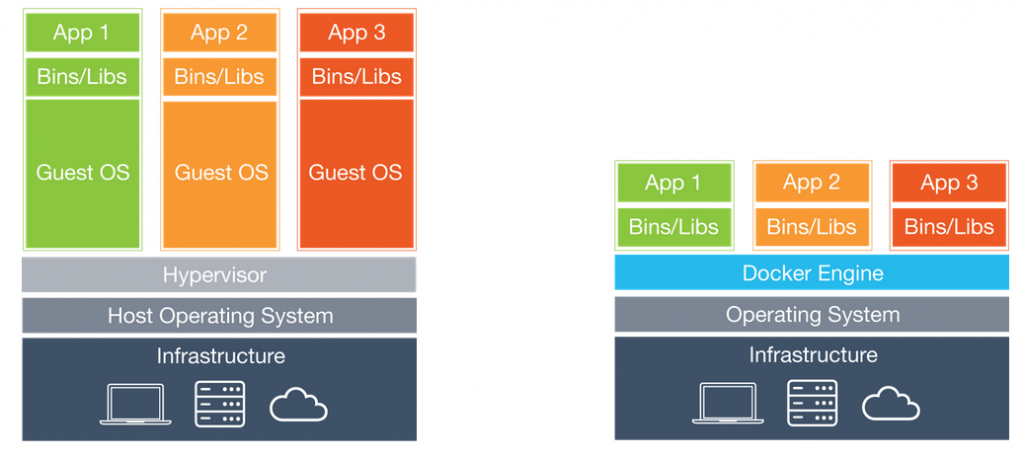 App 1
App 2
App 3
Bins/Libs
Bins/Libs
Bins/Libs
Guest OS
Guest OS
Guest OS
Hypervisor
Host Operating System
Infrastructure
App 1
App 2
App 3
Bins/Libs
Bins/Libs
Bins/Libs
Docker Engine
Operating System
Infrastructure